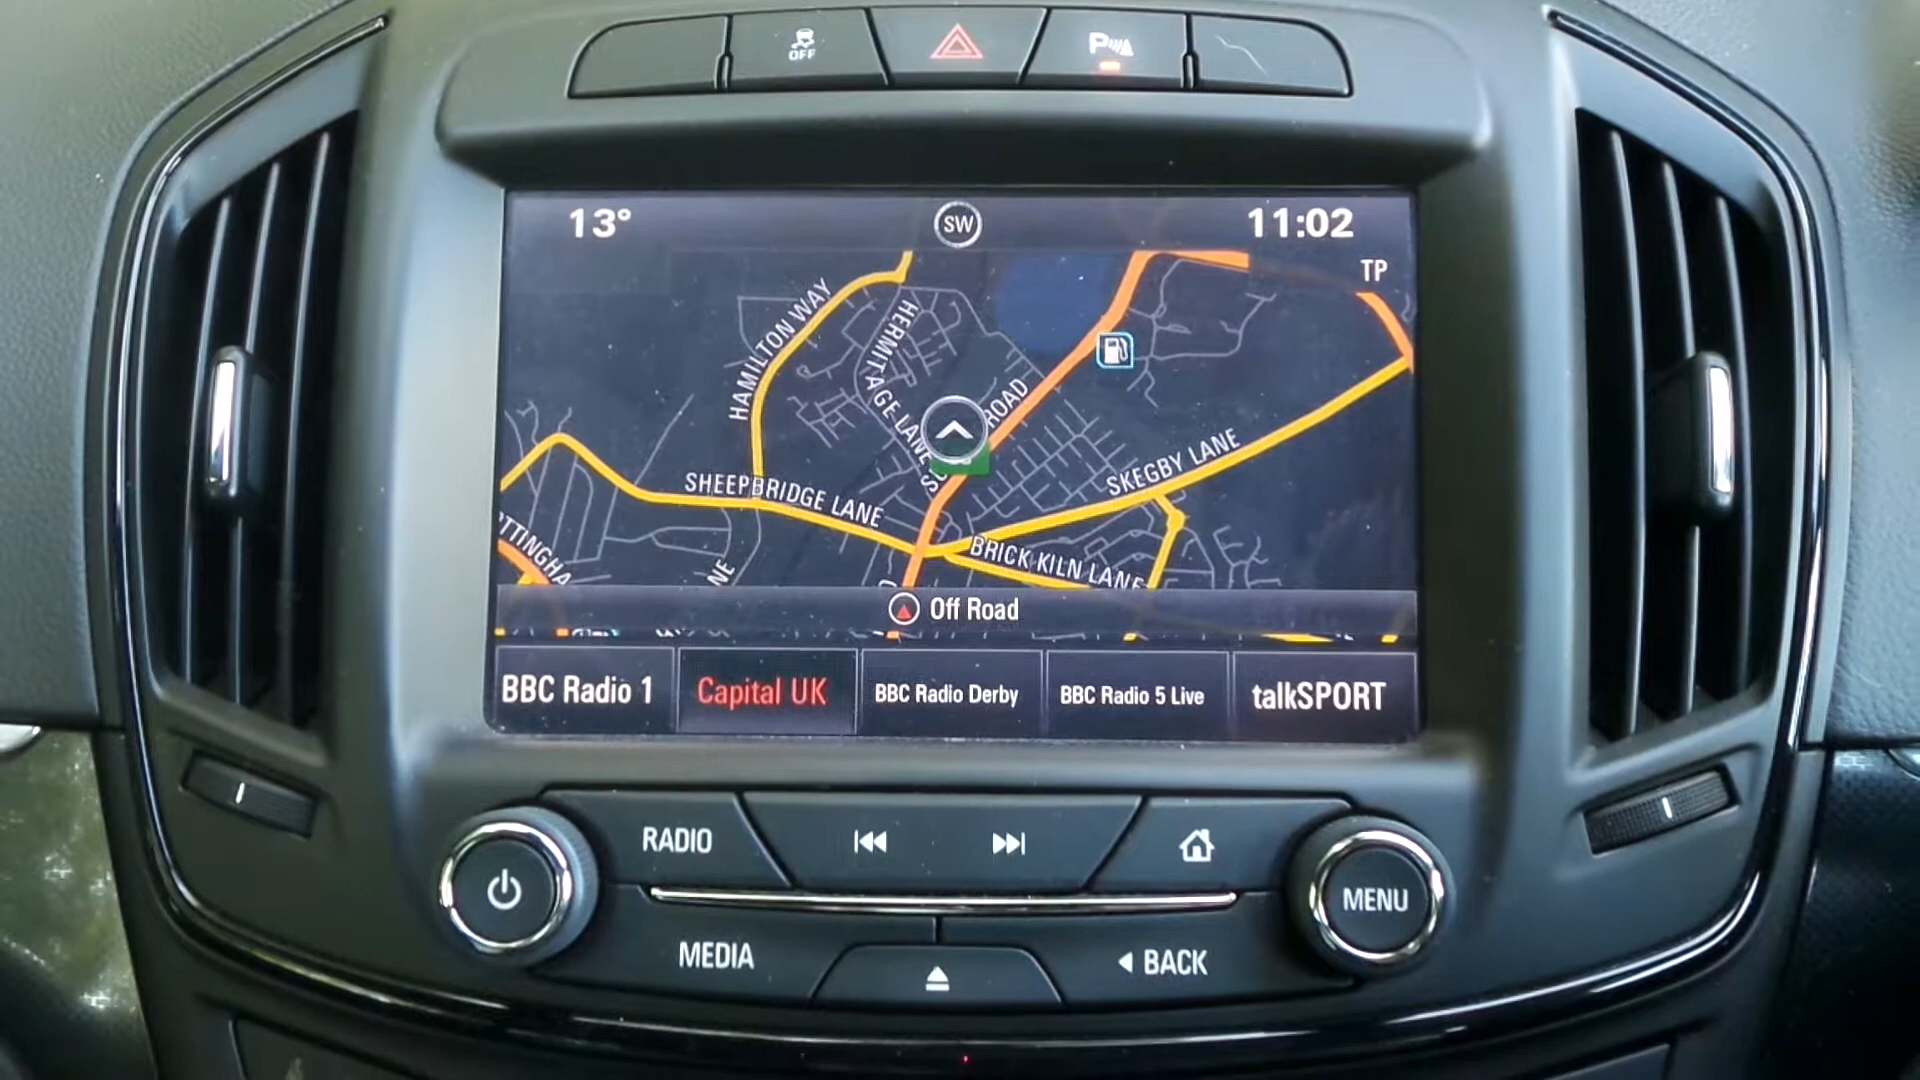 OFF
P
13°
SW
11:02
TP
HAMILTON WAY
HERMITAGE LANE
ROAD
SHEEPBRIDGE LANE
SKEGBY LANE
BRICK KILN LANE
Off Road
BBC Radio 1
Capital UK
BBC Radio Derby
BBC Radio 5 Live
talkSPORT
RADIO
MENU
MEDIA
BACK